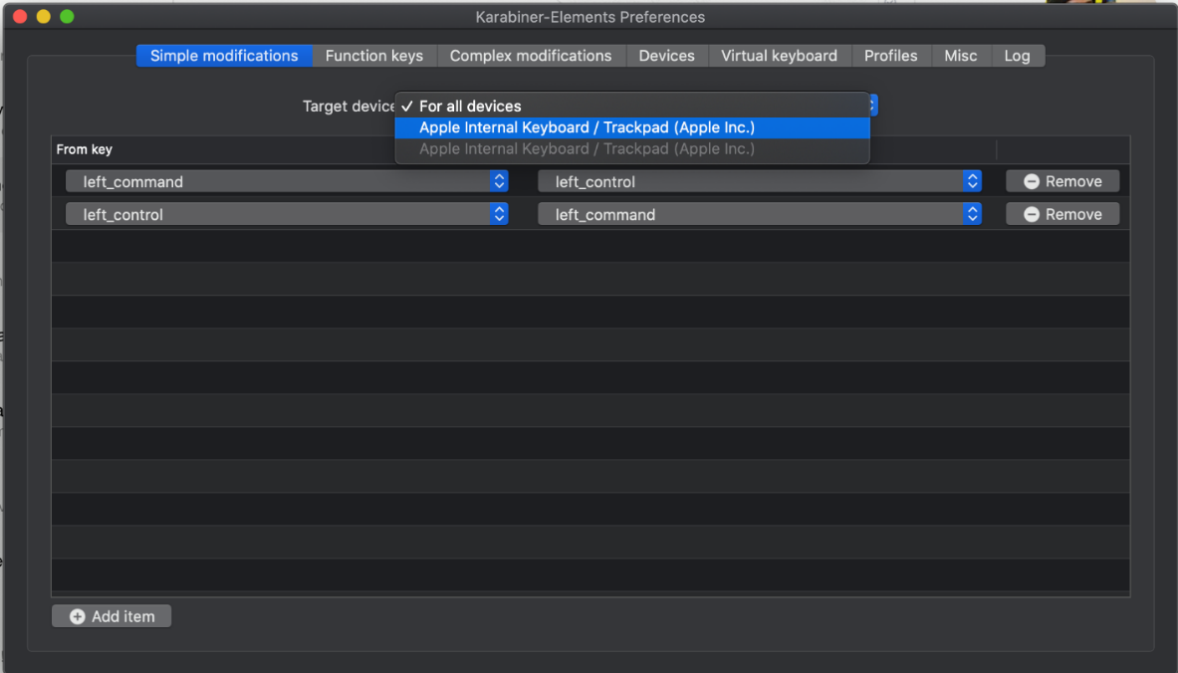 Karabiner-Elements Preferences
Simple modifications Function keys Complex modifications Devices Virtual keyboard Profiles Misc Log
Target device ✓ For all devices
Apple Internal Keyboard / Trackpad (Apple Inc.)
Apple Internal Keyboard / Trackpad (Apple Inc.)
From key
left_command left_control Remove
left_control left_command Remove
Add item